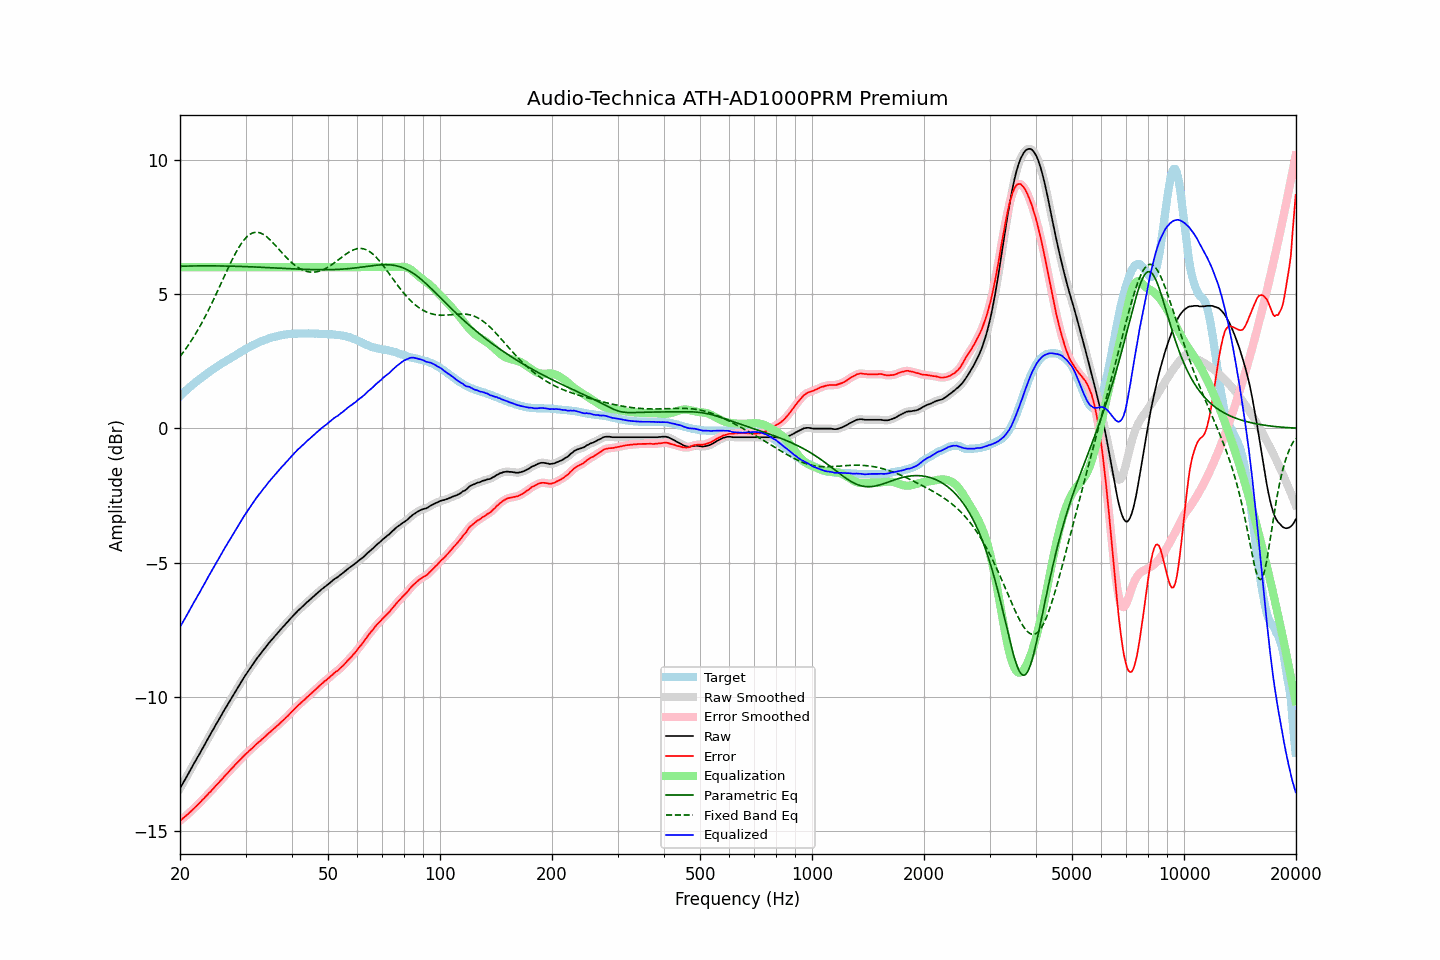 Audio-Technica ATH-AD1000PRM Premium
Amplitude (dBr)
10
5
0
−5
−10
−15
Target
Raw Smoothed
Error Smoothed
Raw
Error
Equalization
Parametric Eq
Fixed Band Eq
Equalized
20 50 100 200 500 1000 2000 5000 10000 20000
Frequency (Hz)